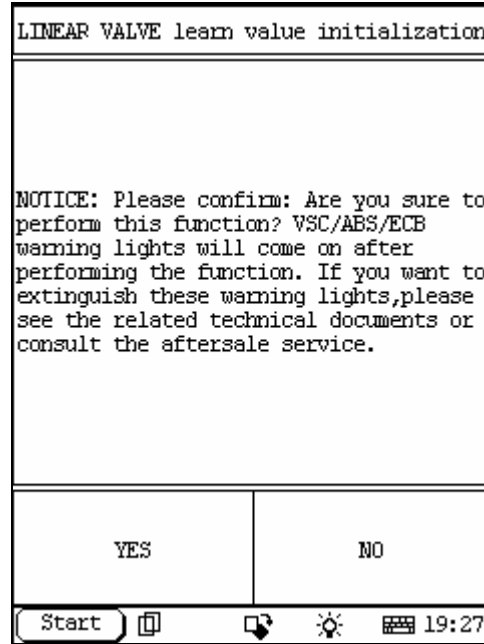 LINEAR VALVE learn value initialization
NOTICE: Please confirm: Are you sure to
perform this function? VSC/ABS/ECB
warning lights will come on after
performing the function. If you want to
extinguish these warning lights,please
see the related technical documents or
consult the aftersale service.
YES
NO
Start
19:27